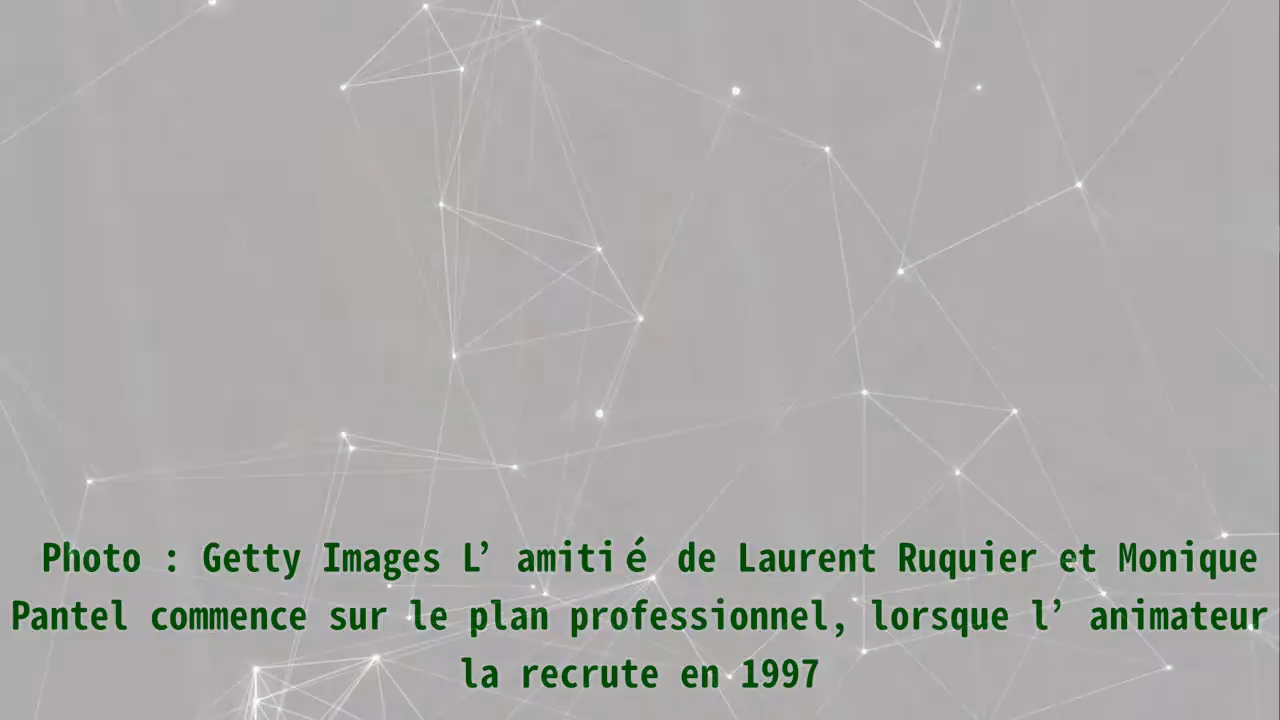 Photo : Getty Images L’ amitié de Laurent Ruquier et Monique
Pantel commence sur le plan professionnel, lorsque l’ animateur
la recrute en 1997